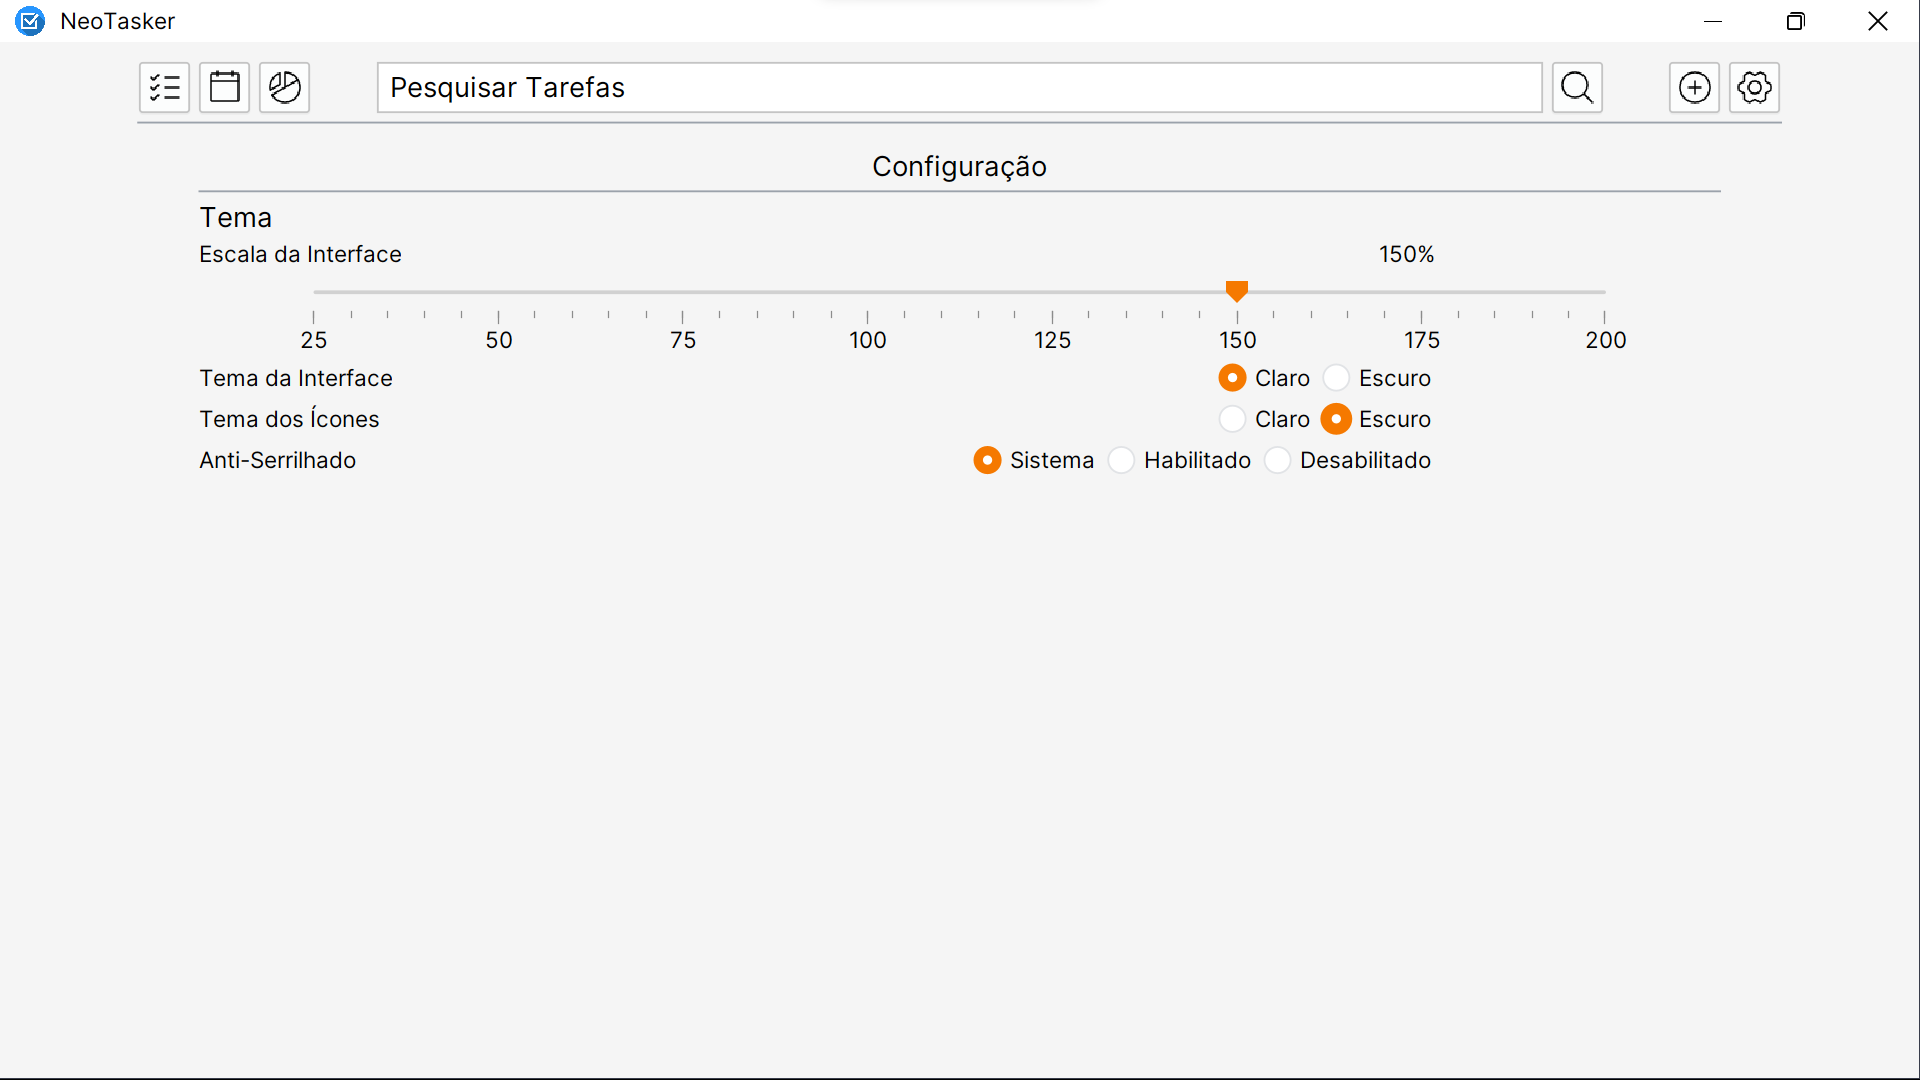 NeoTasker
Pesquisar Tarefas
Configuração
Tema
Escala da Interface 150%
25 50 75 100 125 150 175 200
Tema da Interface Claro Escuro
Tema dos Ícones Claro Escuro
Anti-Serrilhado Sistema Habilitado Desabilitado